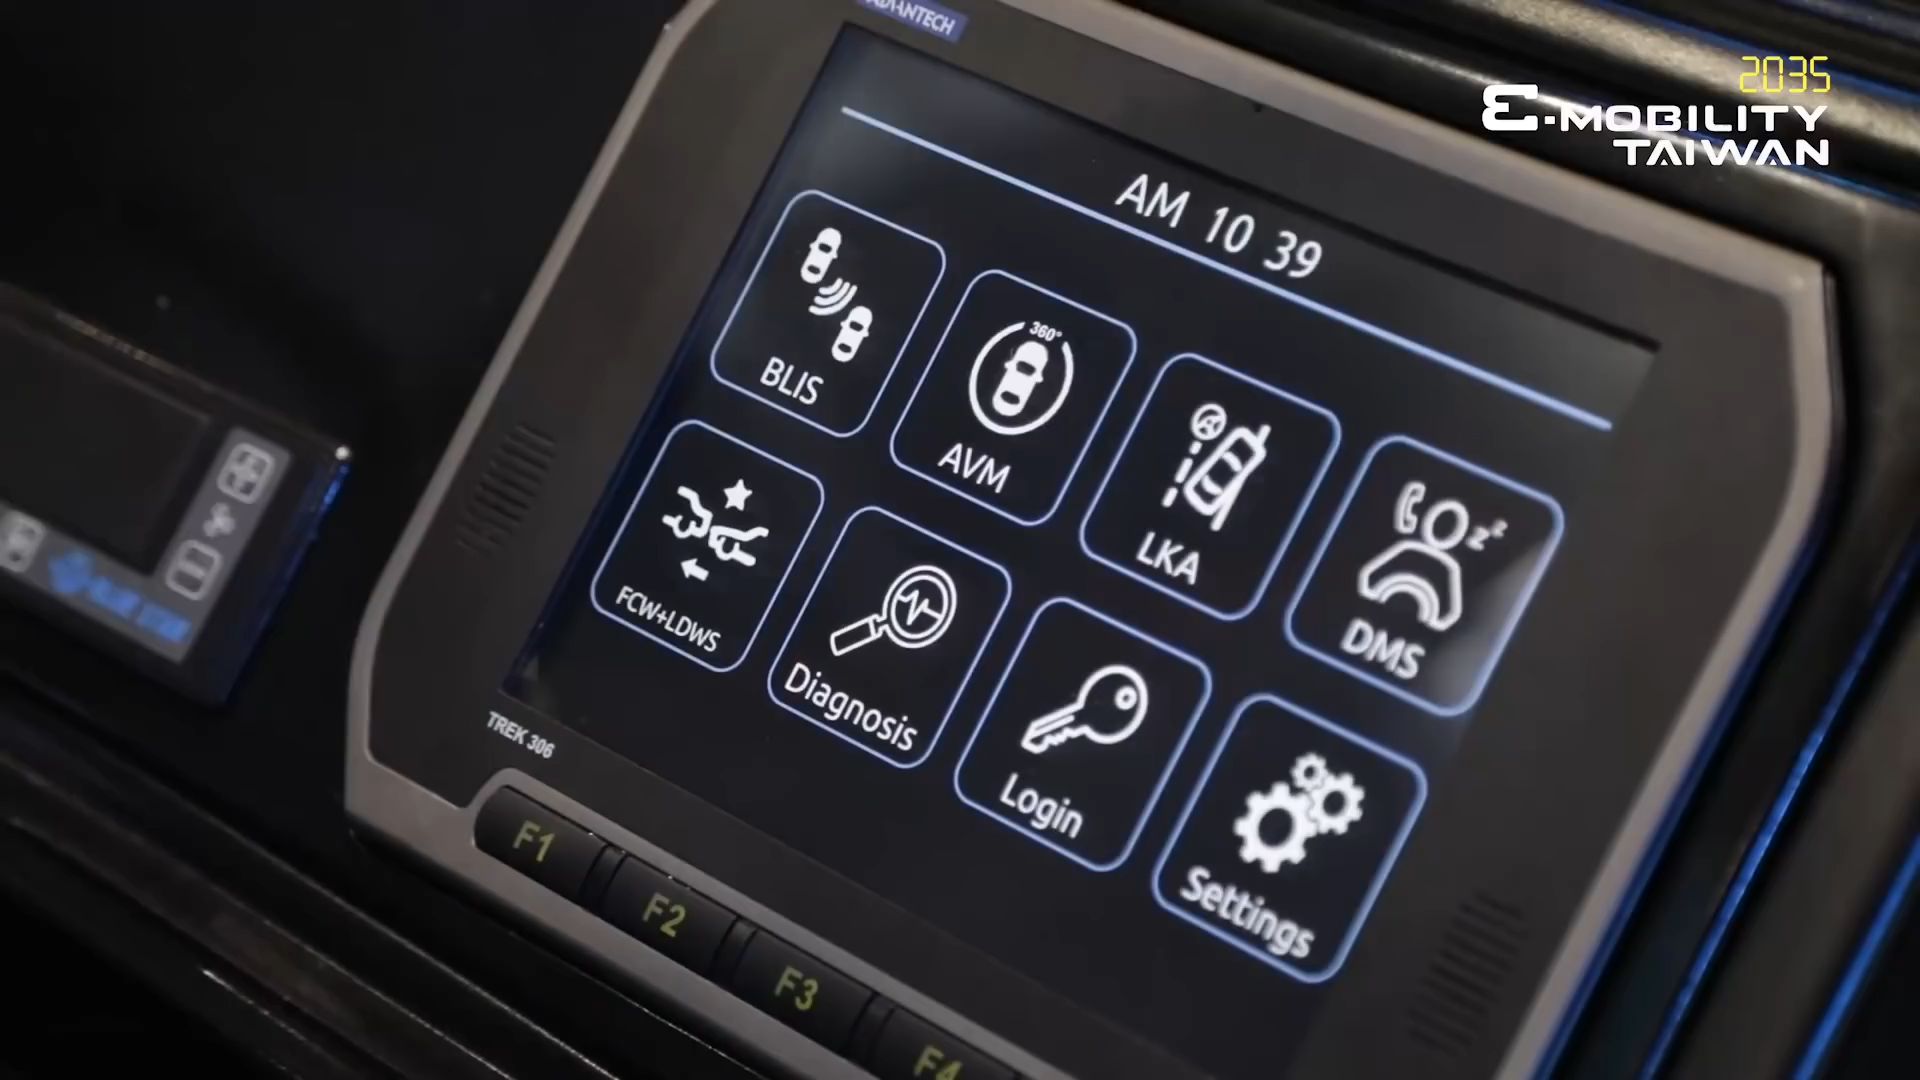 ADVANTECH
2035
E-MOBILITY
TAIWAN
AM 10 39
BLIS
360°
AVM
LKA
DMS
FCW+LDWS
Diagnosis
Login
Settings
TREK 306
F1
F2
F3
F4